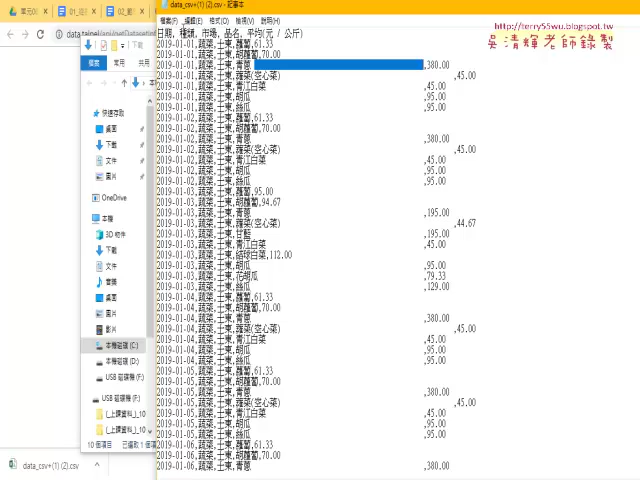 data_csv+(1) (2).csv - 記事本
檔案(F) 編輯(E) 格式(O) 檢視(V) 說明(H)
http://terry55wu.blogspot.com
吳清輝老師錄製
日期, 種類, 市場, 品名, 平均(元 / 公斤)
2019-01-01,蔬菜,士東,蘿蔔,61.33
2019-01-01,蔬菜,士東,胡蘿蔔,70.00
2019-01-01,蔬菜,士東,青蔥 ,380.00
2019-01-01,蔬菜,士東,蕹菜(空心菜) ,45.00
2019-01-01,蔬菜,士東,青江白菜 ,45.00
2019-01-01,蔬菜,士東,胡瓜 ,95.00
2019-01-01,蔬菜,士東,絲瓜 ,95.00
2019-01-02,蔬菜,士東,蘿蔔,61.33
2019-01-02,蔬菜,士東,胡蘿蔔,70.00
2019-01-02,蔬菜,士東,青蔥 ,380.00
2019-01-02,蔬菜,士東,蕹菜(空心菜) ,45.00
2019-01-02,蔬菜,士東,青江白菜 ,45.00
2019-01-02,蔬菜,士東,胡瓜 ,95.00
2019-01-02,蔬菜,士東,絲瓜 ,95.00
2019-01-03,蔬菜,士東,蘿蔔,95.00
2019-01-03,蔬菜,士東,胡蘿蔔,94.67
2019-01-03,蔬菜,士東,青蔥 ,195.00
2019-01-03,蔬菜,士東,蕹菜(空心菜) ,44.67
2019-01-03,蔬菜,士東,甘藍 ,195.00
2019-01-03,蔬菜,士東,青江白菜 ,45.00
2019-01-03,蔬菜,士東,結球白菜,112.00
2019-01-03,蔬菜,士東,胡瓜 ,95.00
2019-01-03,蔬菜,士東,花胡瓜 ,79.33
2019-01-03,蔬菜,士東,絲瓜 ,129.00
2019-01-04,蔬菜,士東,蘿蔔,61.33
2019-01-04,蔬菜,士東,胡蘿蔔,70.00
2019-01-04,蔬菜,士東,青蔥 ,380.00
2019-01-04,蔬菜,士東,蕹菜(空心菜) ,45.00
2019-01-04,蔬菜,士東,青江白菜 ,45.00
2019-01-04,蔬菜,士東,胡瓜 ,95.00
2019-01-04,蔬菜,士東,絲瓜 ,95.00
2019-01-05,蔬菜,士東,蘿蔔,61.33
2019-01-05,蔬菜,士東,胡蘿蔔,70.00
2019-01-05,蔬菜,士東,青蔥 ,380.00
2019-01-05,蔬菜,士東,蕹菜(空心菜) ,45.00
2019-01-05,蔬菜,士東,青江白菜 ,45.00
2019-01-05,蔬菜,士東,胡瓜 ,95.00
2019-01-05,蔬菜,士東,絲瓜 ,95.00
2019-01-06,蔬菜,士東,蘿蔔,61.33
2019-01-06,蔬菜,士東,胡蘿蔔,70.00
2019-01-06,蔬菜,士東,青蔥 ,380.00
下載
檔案 常用 共用
快速存取
桌面
下載
文件
圖片
OneDrive
本機
3D 物件
下載
文件
音樂
桌面
圖片
影片
本機磁碟 (C:)
本機磁碟 (D:)
USB 磁碟機 (F:)
USB 磁碟機 (F:)
(_上課資料_)_10
(_上課資料_)_10
10 個項目
data_csv+(1) (2).csv